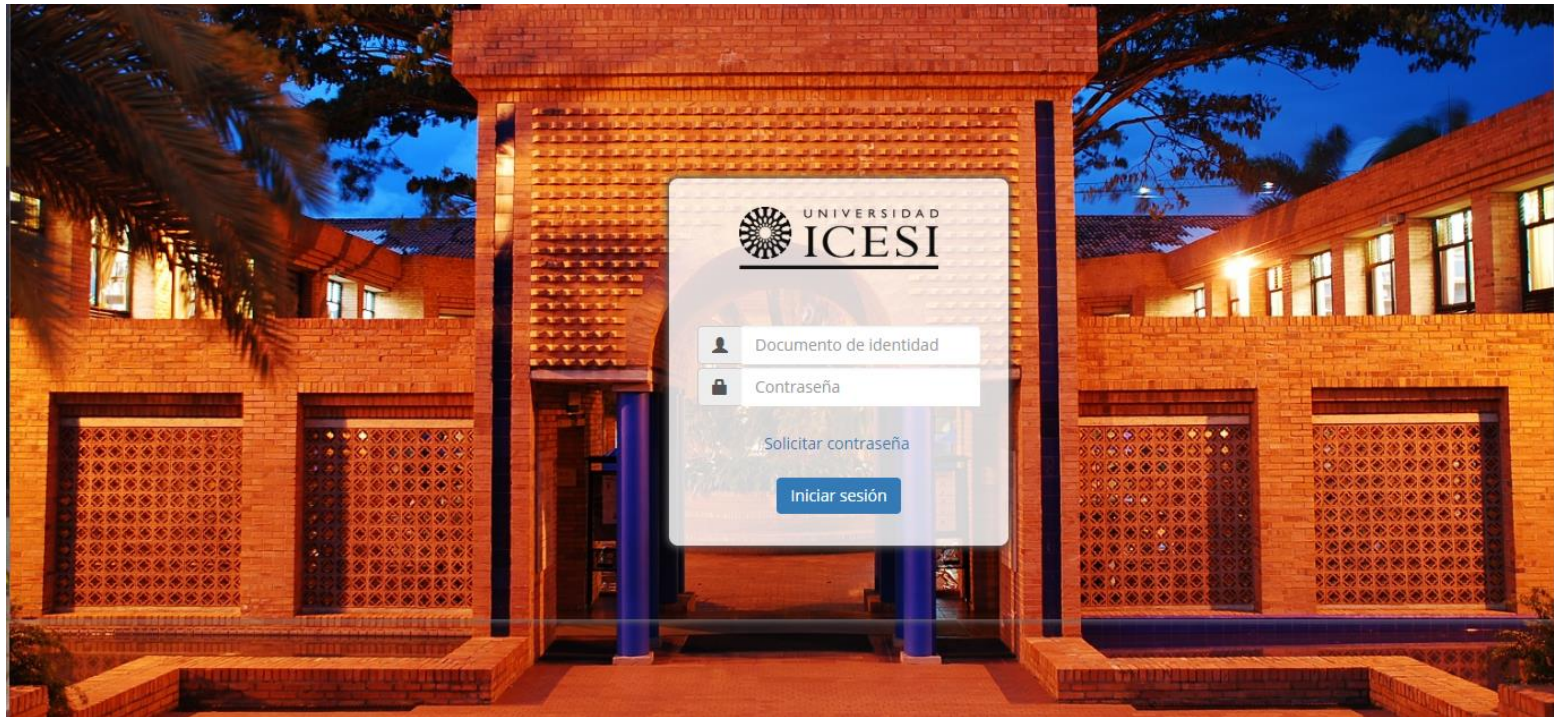 UNIVERSIDAD
ICESI
Documento de identidad
Contraseña
Solicitar contraseña
Iniciar sesión